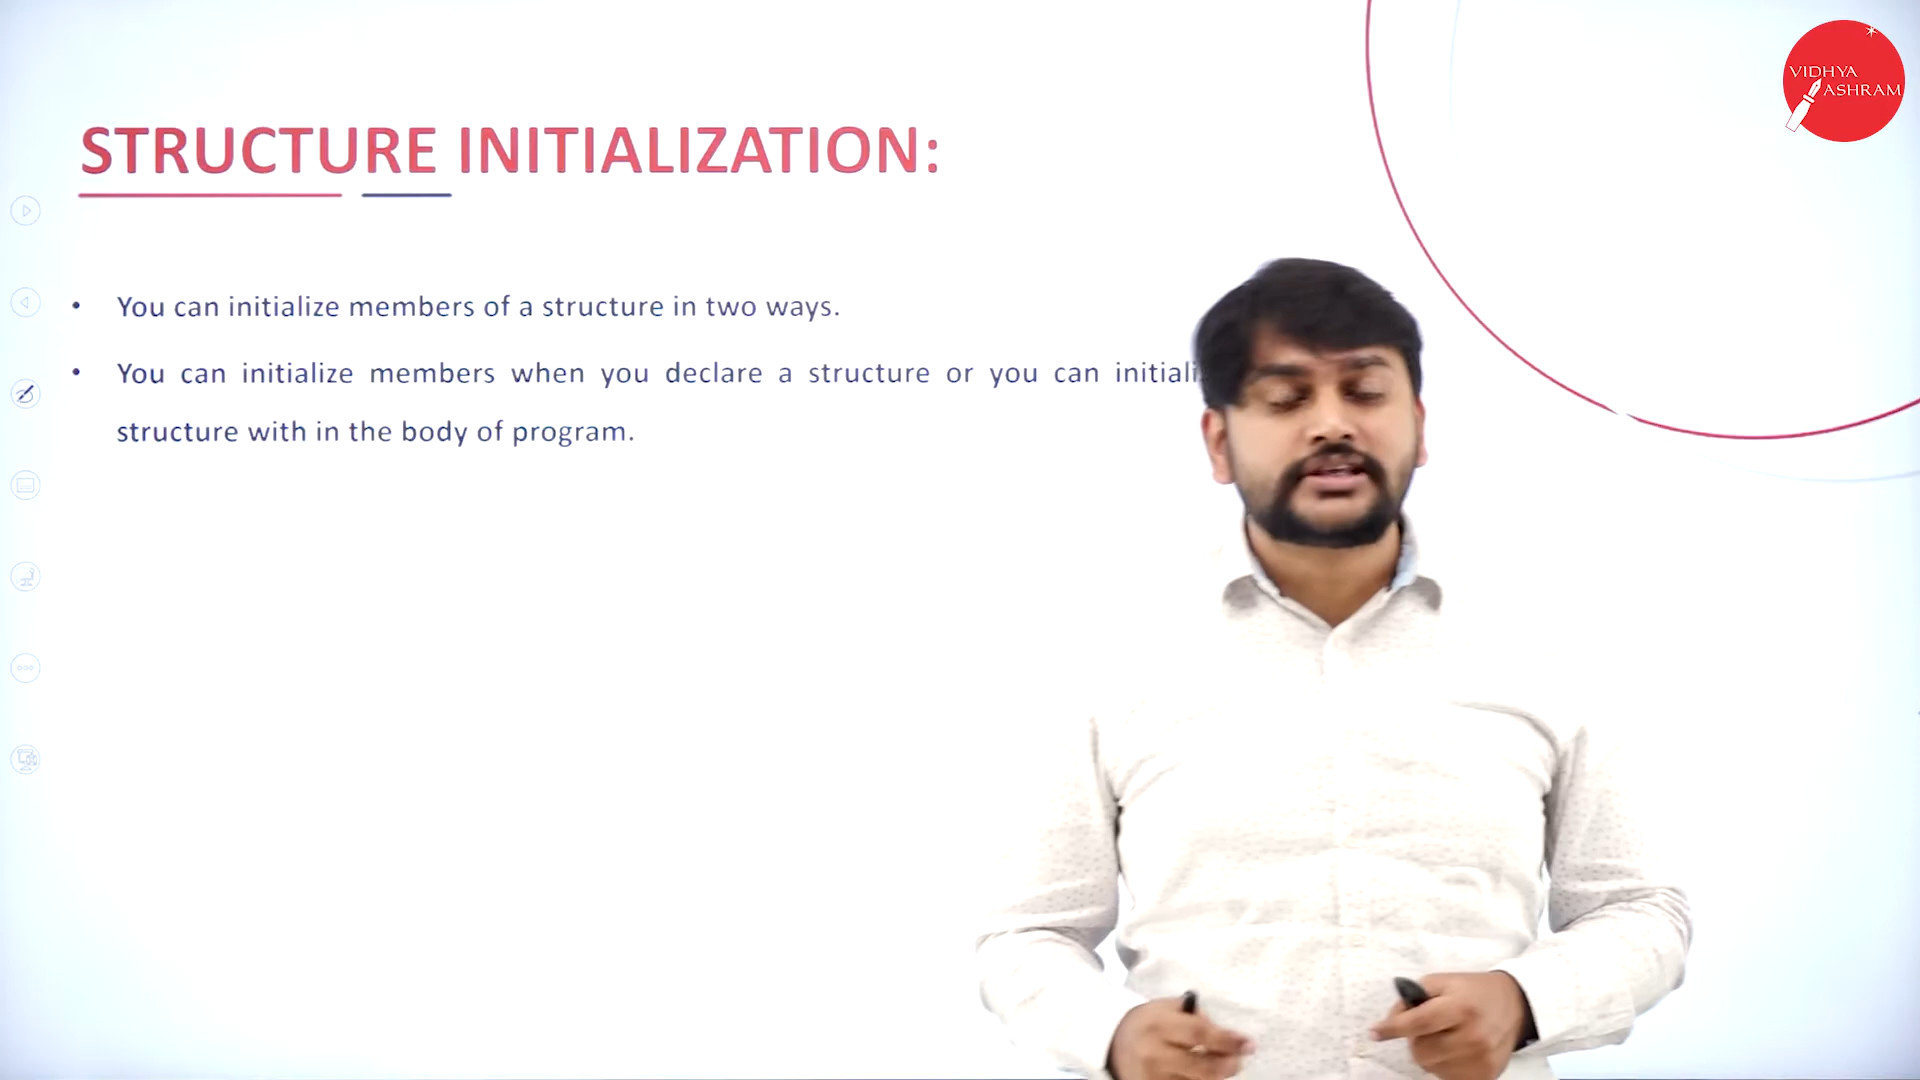 VIDHYA
ASHRAM
STRUCTURE INITIALIZATION:
• You can initialize members of a structure in two ways.
• You can initialize members when you declare a structure or you can
structure with in the body of program.